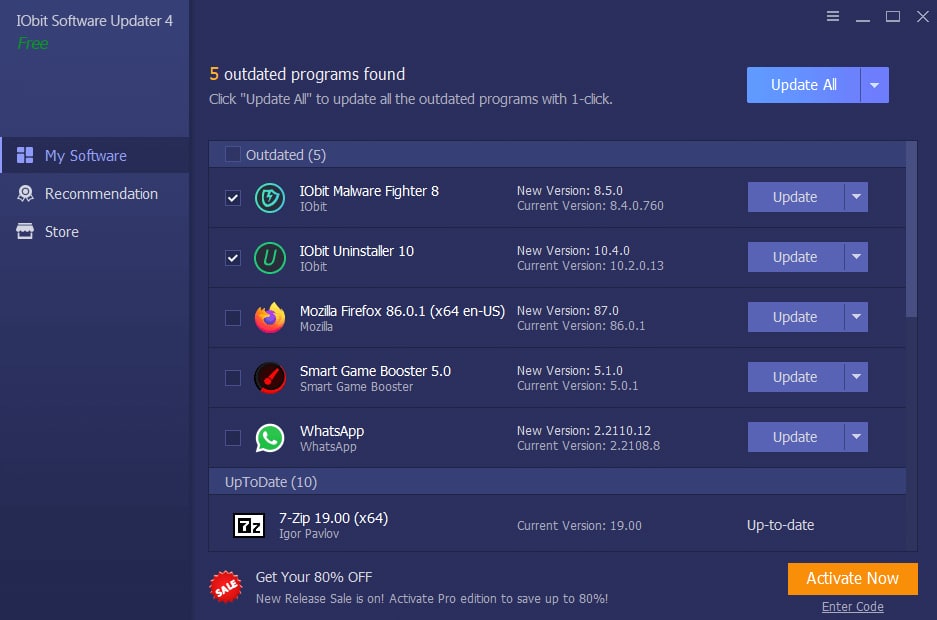 IObit Software Updater 4
Free
My Software
Recommendation
Store
5 outdated programs found
Click "Update All" to update all the outdated programs with 1-click.
Update All
Outdated (5)
IObit Malware Fighter 8
IObit
New Version: 8.5.0
Current Version: 8.4.0.760
Update
U
IObit Uninstaller 10
IObit
New Version: 10.4.0
Current Version: 10.2.0.13
Update
Mozilla Firefox 86.0.1 (x64 en-US)
Mozilla
New Version: 87.0
Current Version: 86.0.1
Update
Smart Game Booster 5.0
Smart Game Booster
New Version: 5.1.0
Current Version: 5.0.1
Update
WhatsApp
WhatsApp
New Version: 2.2110.12
Current Version: 2.2108.8
Update
UpToDate (10)
7z
7-Zip 19.00 (x64)
Igor Pavlov
Current Version: 19.00
Up-to-date
SALE
Get Your 80% OFF
New Release Sale is on! Activate Pro edition to save up to 80%!
Activate Now
Enter Code